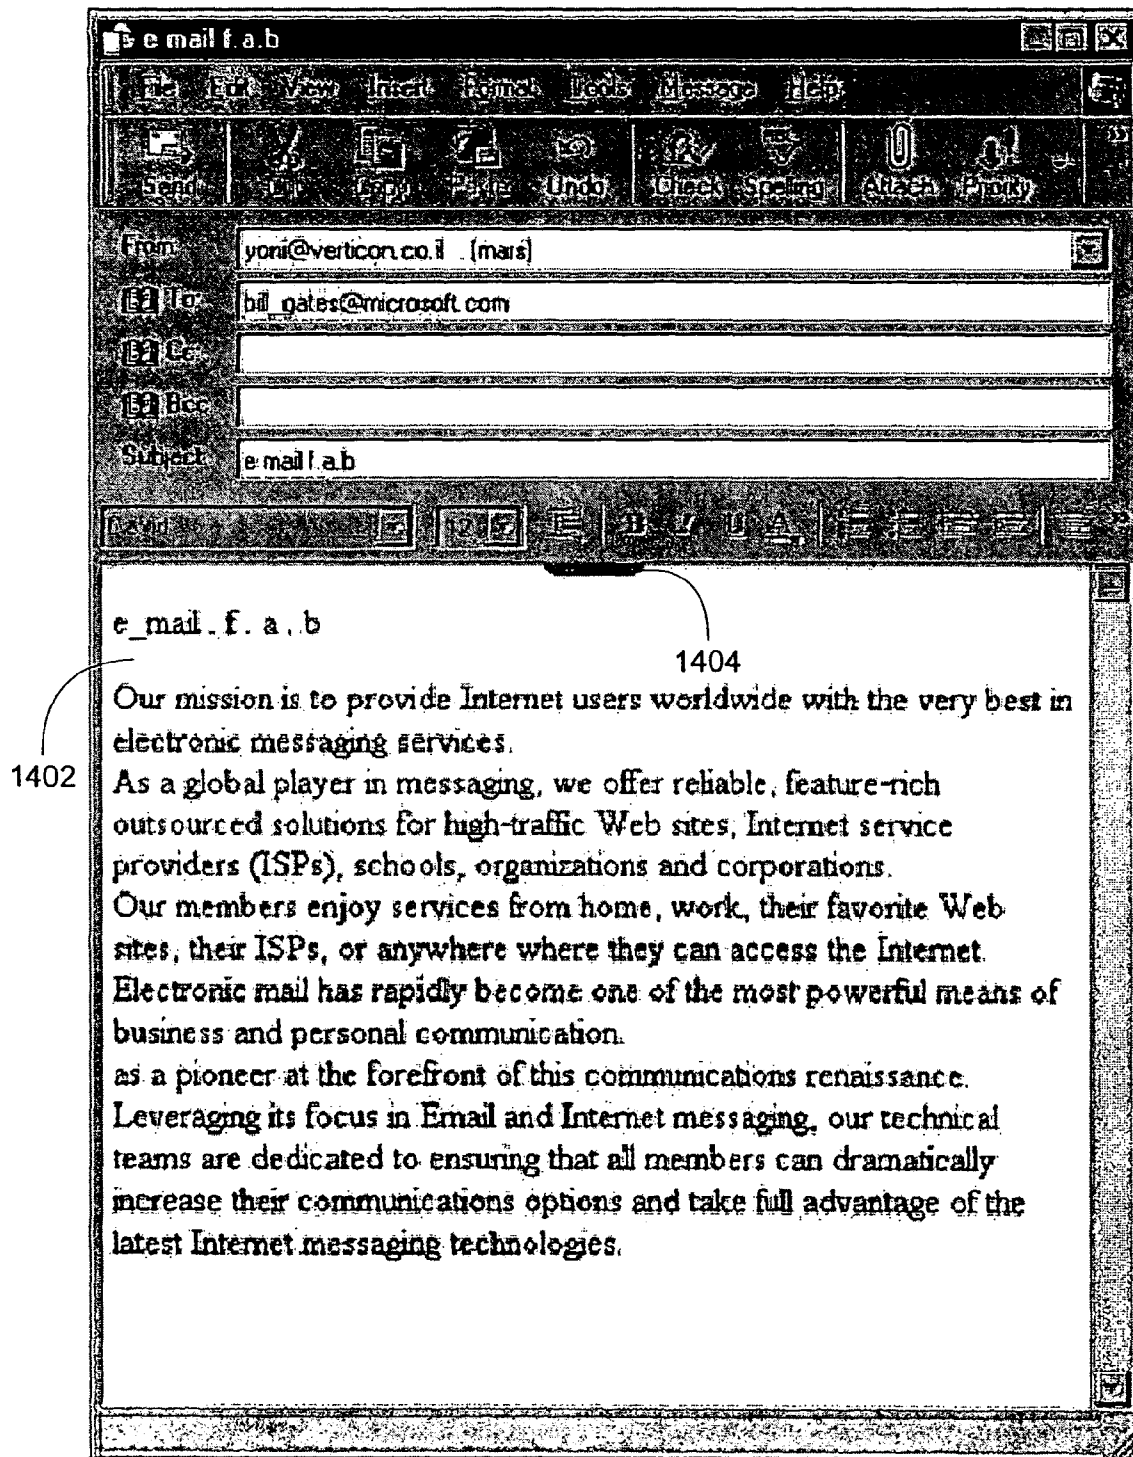 e mail f.a.b
File Edit View Insert Format Tools Message Help
Send Cut Copy Paste Undo Check Spelling Attach Priority
From: yoni@verticon.co.il (mars)
To: bill_gates@microsoft.com
Cc:
Bcc:
Subject: e mail f.a.b
David 12 B I U A
1404
e_mail . f . a . b
1402
Our mission is to provide Internet users worldwide with the very best in
electronic messaging services.
As a global player in messaging, we offer reliable, feature-rich
outsourced solutions for high-traffic Web sites, Internet service
providers (ISPs), schools, organizations and corporations.
Our members enjoy services from home, work, their favorite Web
sites, their ISPs, or anywhere where they can access the Internet.
Electronic mail has rapidly become one of the most powerful means of
business and personal communication.
as a pioneer at the forefront of this communications renaissance.
Leveraging its focus in Email and Internet messaging, our technical
teams are dedicated to ensuring that all members can dramatically
increase their communications options and take full advantage of the
latest Internet messaging technologies.